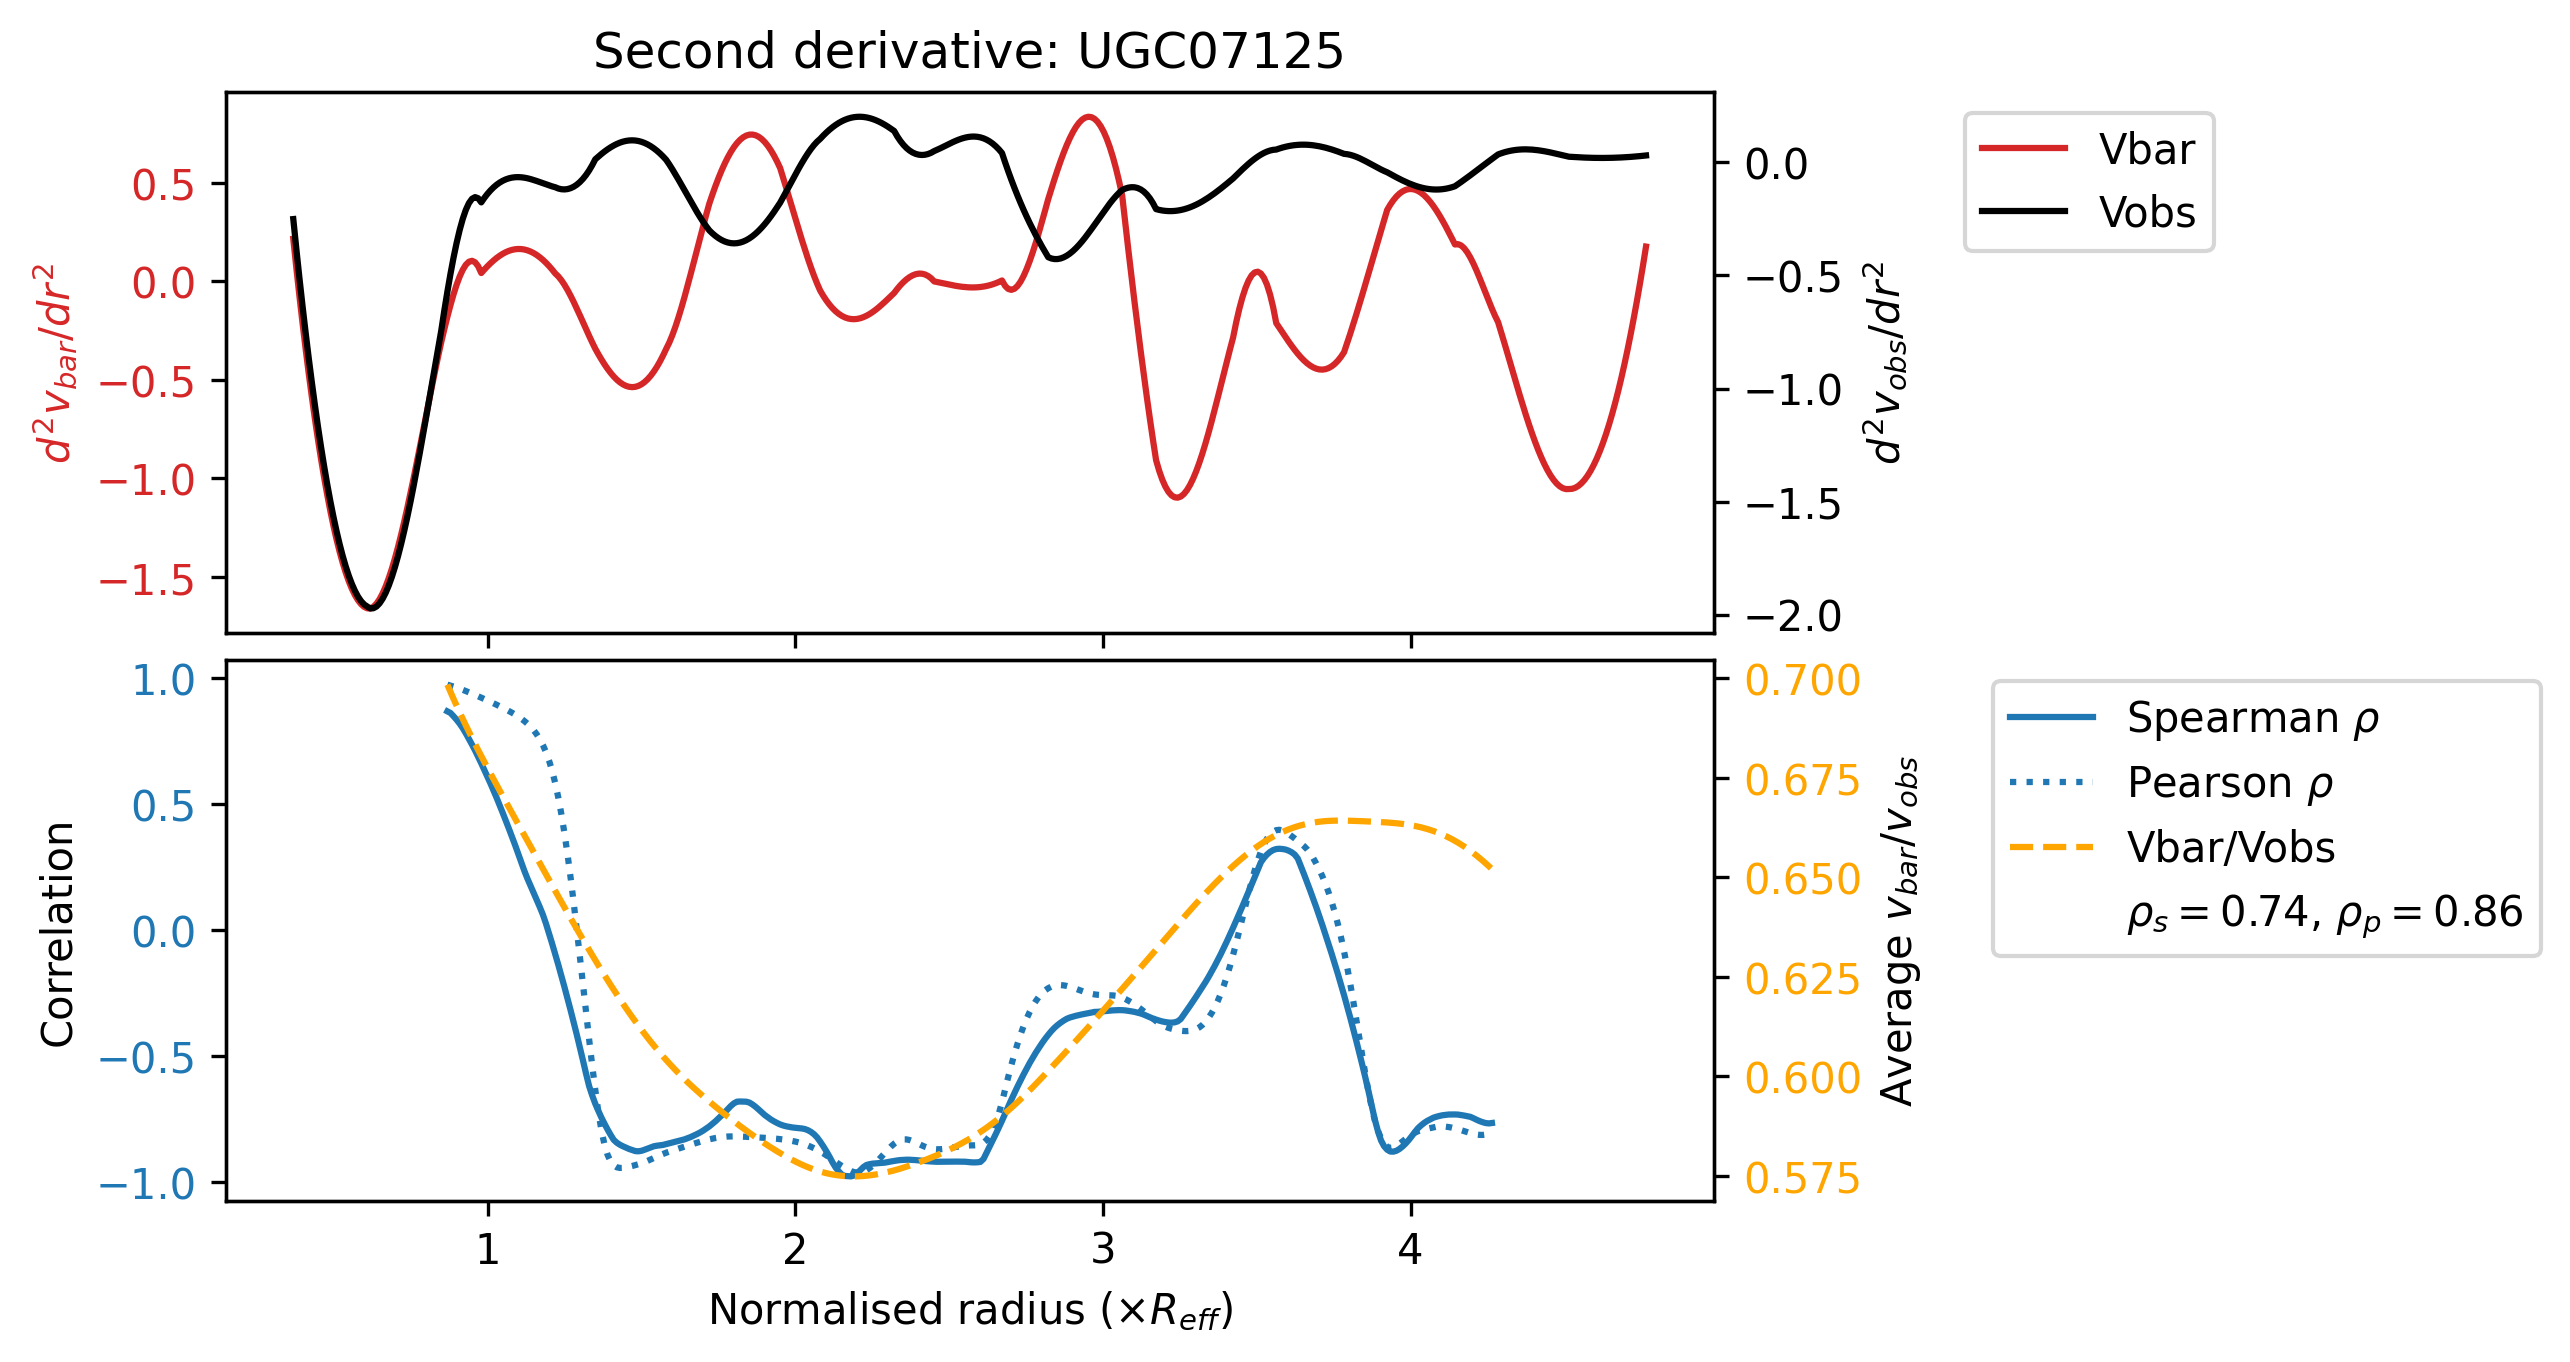 Second derivative: UGC07125
0.5
0.0
−0.5
−1.0
−1.5
d²v_bar/dr²
0.0
−0.5
−1.0
−1.5
−2.0
d²v_obs/dr²
Vbar
Vobs
1.0
0.5
0.0
−0.5
−1.0
Correlation
0.700
0.675
0.650
0.625
0.600
0.575
Average v_bar/v_obs
Spearman ρ
Pearson ρ
Vbar/Vobs
ρ_s = 0.74, ρ_p = 0.86
1 2 3 4
Normalised radius (×R_eff)